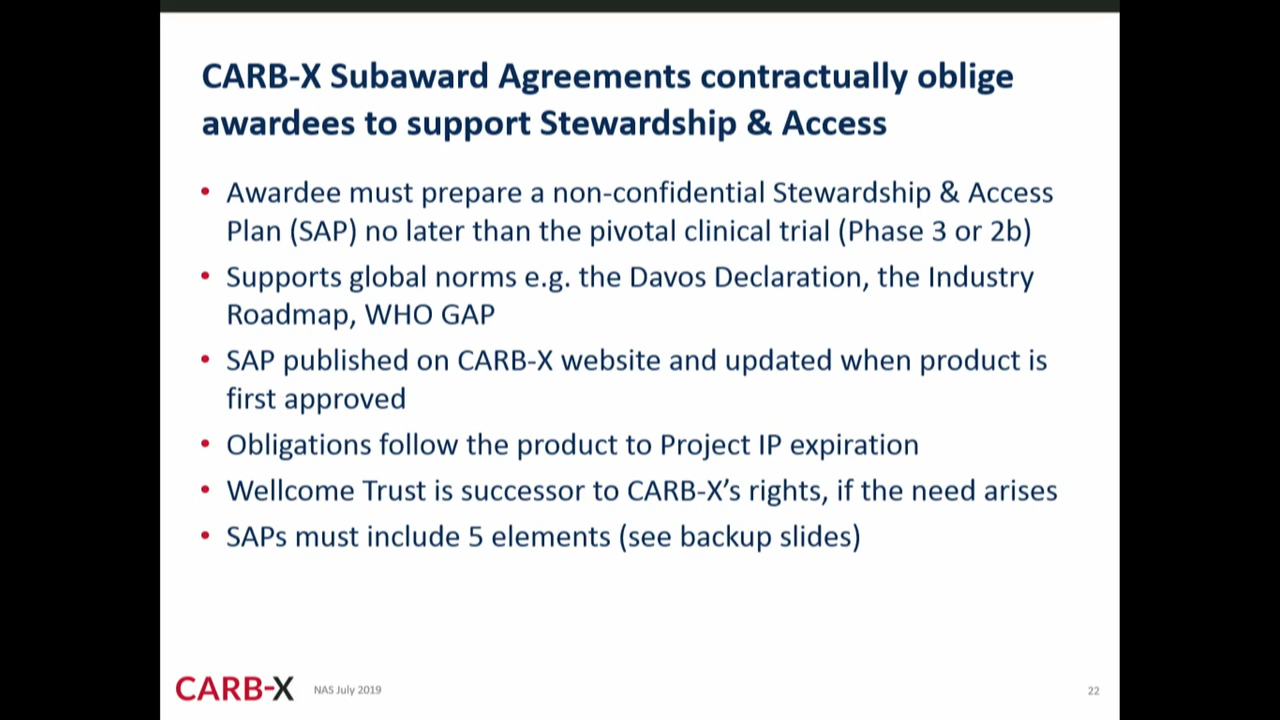 CARB-X Subaward Agreements contractually oblige
awardees to support Stewardship & Access
• Awardee must prepare a non-confidential Stewardship & Access
Plan (SAP) no later than the pivotal clinical trial (Phase 3 or 2b)
• Supports global norms e.g. the Davos Declaration, the Industry
Roadmap, WHO GAP
• SAP published on CARB-X website and updated when product is
first approved
• Obligations follow the product to Project IP expiration
• Wellcome Trust is successor to CARB-X’s rights, if the need arises
• SAPs must include 5 elements (see backup slides)
CARB-X NAS July 2019 22